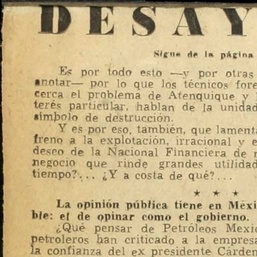 DESAY
Sigue de la página
Es por todo esto —y por otras
anotar— por lo que los técnicos fore
cerca el problema de Atenquique y l
terés particular, hablan de la unidad
símbolo de destrucción.
Y es por eso, también, que lament
freno a la explotación, irracional y e
deseo de la Nacional Financiera de r
negocio que rinde grandes utilidad
tiempo?... ¿Y a costa de qué?...
★ ★ ★
La opinión pública tiene en Méxi
ble: el de opinar como el gobierno.
¿Qué pensar de Petróleos Mexic
petroleros ban criticado a la empresa
la confianza del ex presidente Cárden